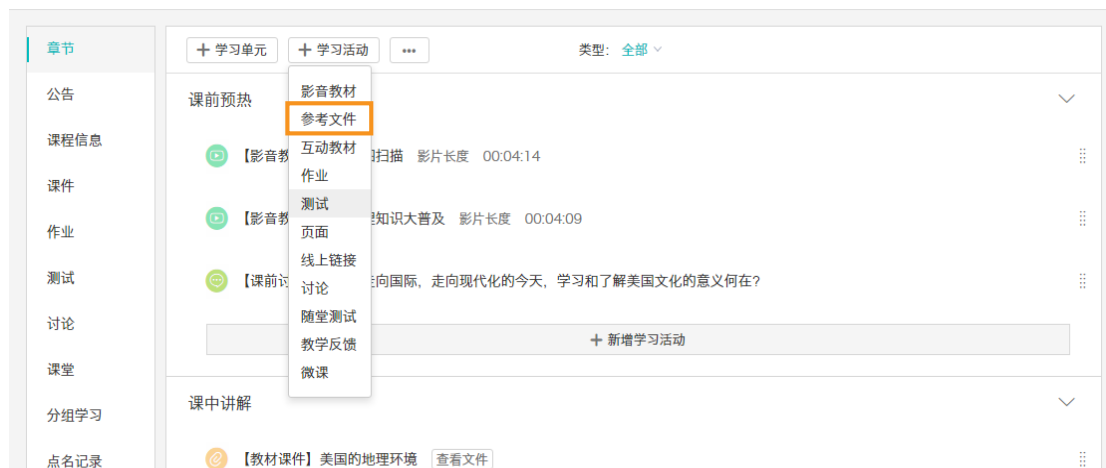 章节
公告
课程信息
课件
作业
测试
讨论
课堂
分组学习
点名记录
+ 学习单元 + 学习活动 ••• 类型： 全部
影音教材
参考文件
互动教材
作业
测试
页面
线上链接
讨论
随堂测试
教学反馈
微课
课前预热
【影音教 扫描 影片长度 00:04:14
【影音教 知识大普及 影片长度 00:04:09
【课前讨 走向国际，走向现代化的今天，学习和了解美国文化的意义何在?
+ 新增学习活动
课中讲解
【教材课件】美国的地理环境 查看文件